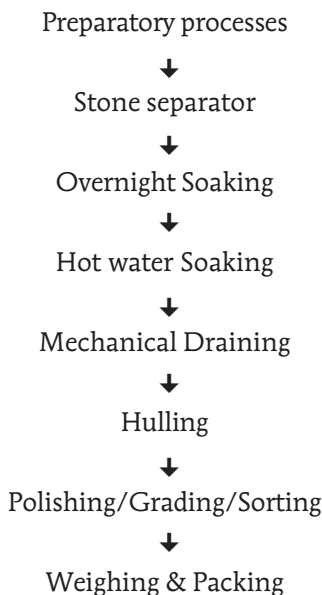 Preparatory processes
Stone separator
Overnight Soaking
Hot water Soaking
Mechanical Draining
Hulling
Polishing/Grading/Sorting
Weighing & Packing